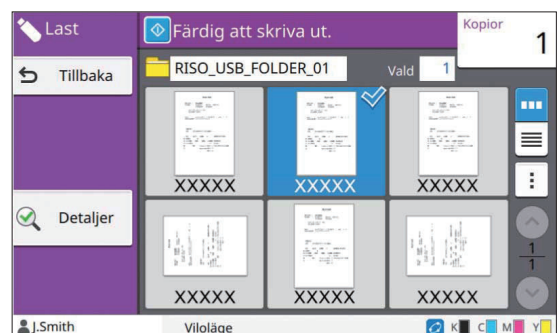 Last
Färdig att skriva ut.
Kopior
1
Tillbaka
RISO_USB_FOLDER_01
Vald 1
XXXXX XXXXX XXXXX
Detaljer
1
1
XXXXX XXXXX XXXXX
J.Smith
Viloläge
K C M Y